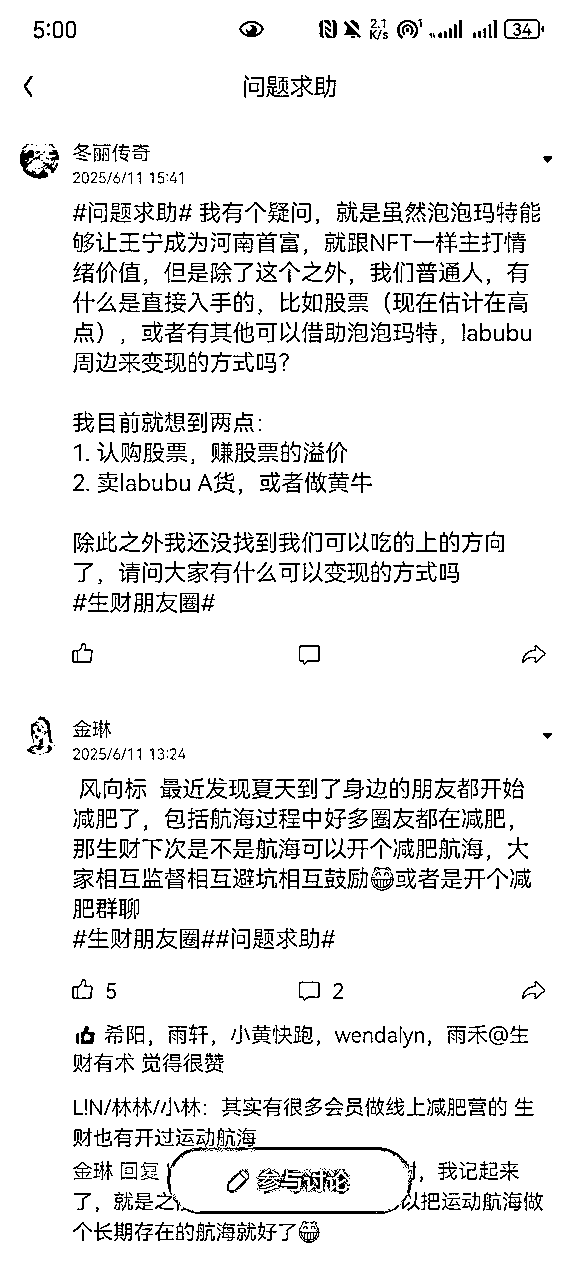 5:00
2.1 K/s
34
问题求助
冬丽传奇
2025/6/11 15:41
#问题求助# 我有个疑问，就是虽然泡泡玛特能
够让王宁成为河南首富，就跟NFT一样主打情
绪价值，但是除了这个之外，我们普通人，有
什么是直接入手的，比如股票（现在估计在高
点），或者有其他可以借助泡泡玛特，labubu
周边来变现的方式吗？
我目前就想到两点：
1. 认购股票，赚股票的溢价
2. 卖labubu A货，或者做黄牛
除此之外我还没找到我们可以吃的上的方向
了，请问大家有什么可以变现的方式吗
#生财朋友圈#
金琳
2025/6/11 13:24
风向标 最近发现夏天到了身边的朋友都开始
减肥了，包括航海过程中好多圈友都在减肥，
那生财下次是不是航海可以开个减肥航海，大
家相互监督相互避坑相互鼓励😁或者是开个减
肥群聊
#生财朋友圈##问题求助#
5
2
希阳，雨轩，小黄快跑，wendalyn，雨禾@生
财有术 觉得很赞
L!N/林林/小林：其实有很多会员做线上减肥营的 生
财也有开过运动航海
金琳 回复
，我记起来
参与讨论
了，就是之
以把运动航海做
个长期存在的航海就好了😁